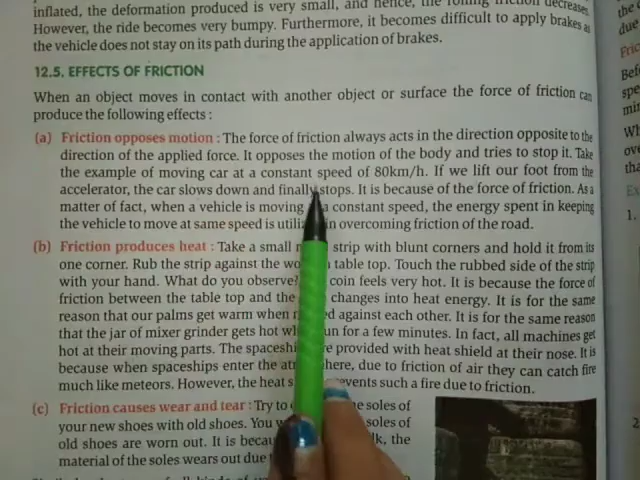 inflated, the deformation produced is very small, and hence, the rolling friction decreases.
However, the ride becomes very bumpy. Furthermore, it becomes difficult to apply brakes as
the vehicle does not stay on its path during the application of brakes.
12.5. EFFECTS OF FRICTION
When an object moves in contact with another object or surface the force of friction can
produce the following effects :
(a) Friction opposes motion : The force of friction always acts in the direction opposite to the
direction of the applied force. It opposes the motion of the body and tries to stop it. Take
the example of moving car at a constant speed of 80km/h. If we lift our foot from the
accelerator, the car slows down and finally stops. It is because of the force of friction. As a
matter of fact, when a vehicle is moving constant speed, the energy spent in keeping
the vehicle to move at same speed is in overcoming friction of the road.
(b) Friction produces heat : Take a small strip with blunt corners and hold it from its
one corner. Rub the strip against the table top. Touch the rubbed side of the strip
with your hand. What do you observe? coin feels very hot. It is because the force of
friction between the table top and the changes into heat energy. It is for the same
reason that our palms get warm when against each other. It is for the same reason
that the jar of mixer grinder gets hot for a few minutes. In fact, all machines get
hot at their moving parts. The provided with heat shield at their nose. It is
because when spaceships enter the due to friction of air they can catch fire
much like meteors. However, the heat such a fire due to friction.
(c) Friction causes wear and tear : Try to soles of
your new shoes with old shoes. You soles of
old shoes are worn out. It is the
material of the soles wears out